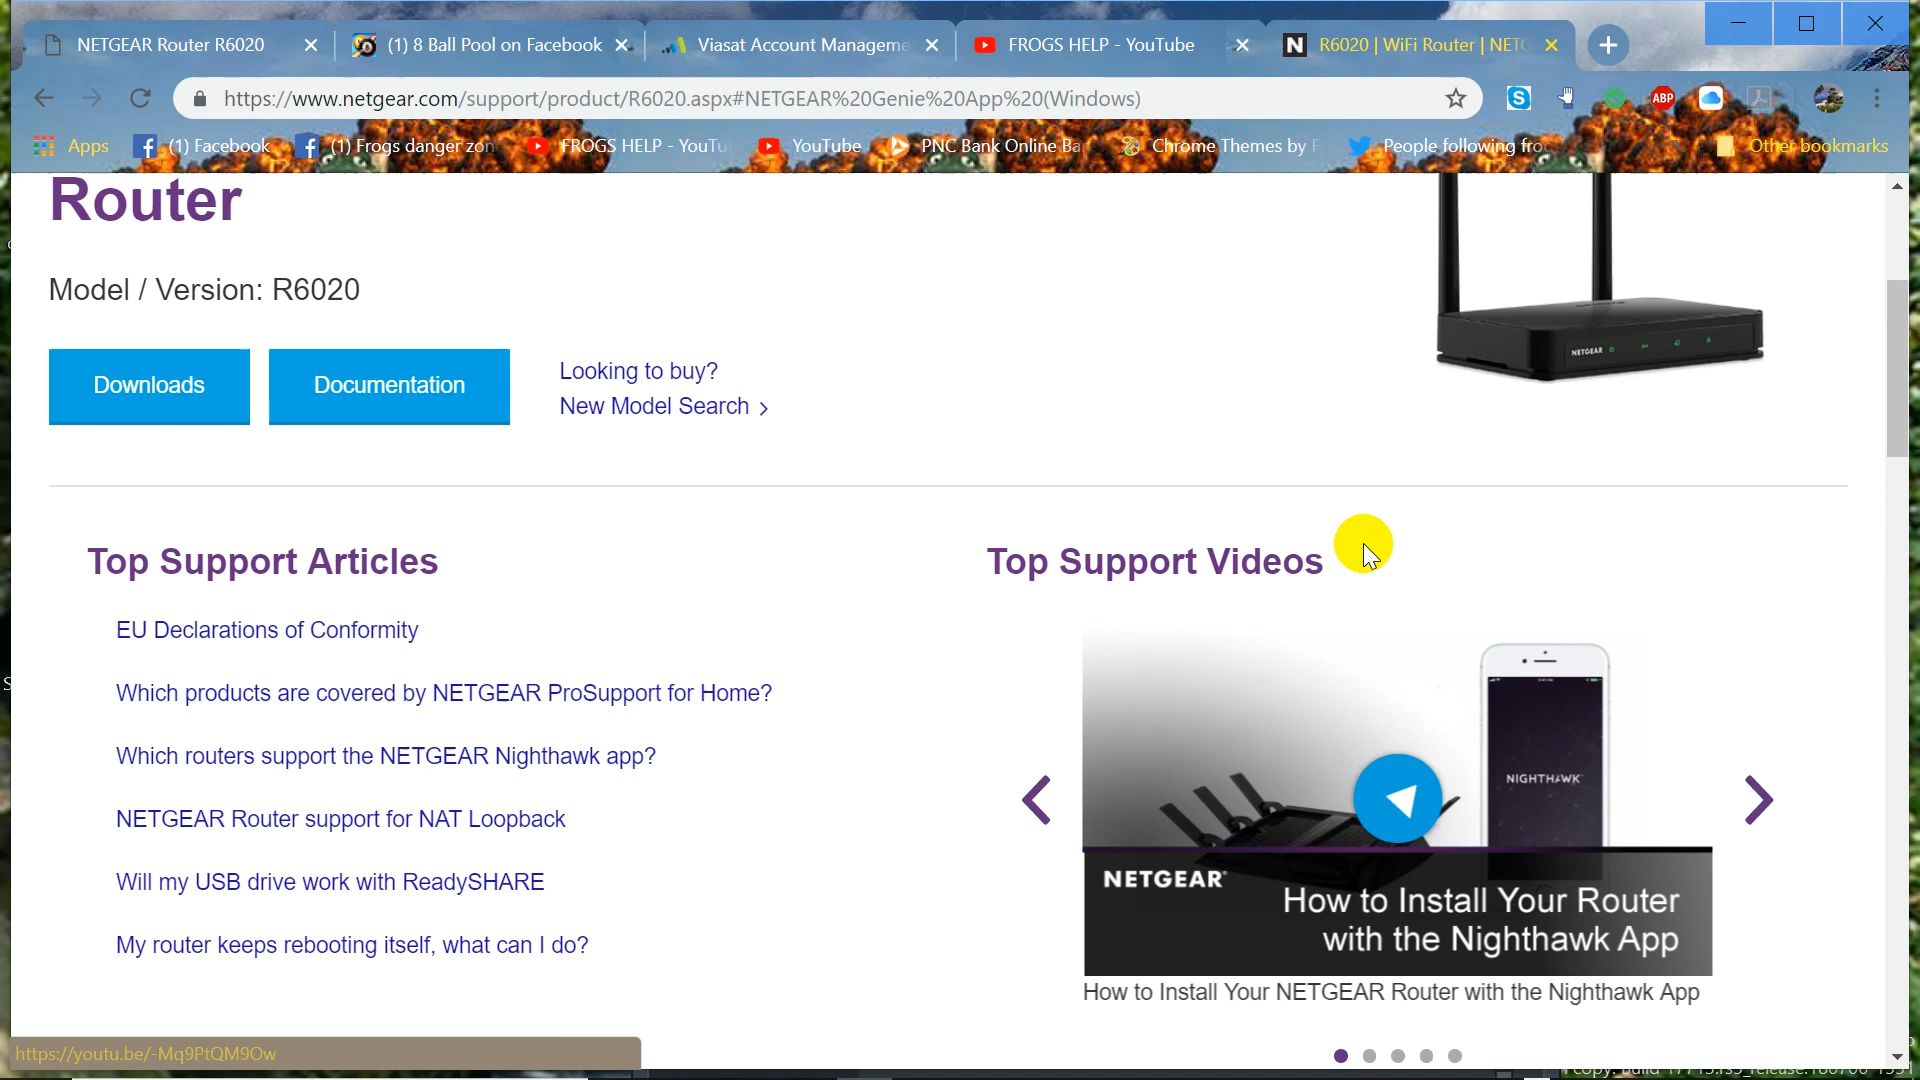 NETGEAR Router R6020
(1) 8 Ball Pool on Facebook
Viasat Account Manageme
FROGS HELP - YouTube
N
R6020 | WiFi Router | NETG
https://www.netgear.com/support/product/R6020.aspx#NETGEAR%20Genie%20App%20(Windows)
S
ABP
Apps
(1) Facebook
(1) Frogs danger zon
FROGS HELP - YouTu
YouTube
PNC Bank Online Ba
Chrome Themes by F
People following fro
Other bookmarks
Router
Model / Version: R6020
Downloads
Documentation
Looking to buy?
New Model Search >
NETGEAR
Top Support Articles
EU Declarations of Conformity
Which products are covered by NETGEAR ProSupport for Home?
Which routers support the NETGEAR Nighthawk app?
NETGEAR Router support for NAT Loopback
Will my USB drive work with ReadySHARE
My router keeps rebooting itself, what can I do?
Top Support Videos
NIGHTHAWK
NETGEAR
How to Install Your Router
with the Nighthawk App
How to Install Your NETGEAR Router with the Nighthawk App
https://youtu.be/-Mq9PtQM9Ow